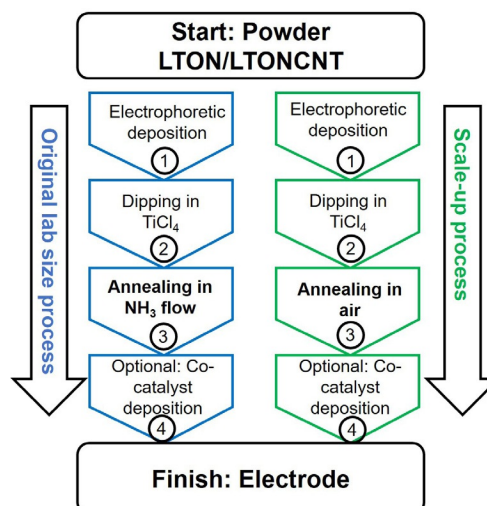 Start: Powder
LTON/LTONCNT
Original lab size process
Electrophoretic
deposition
1
Dipping in
TiCl₄
2
Annealing in
NH₃ flow
3
Optional: Co-
catalyst
deposition
4
Electrophoretic
deposition
1
Dipping in
TiCl₄
2
Annealing in
air
3
Optional: Co-
catalyst
deposition
4
Scale-up process
Finish: Electrode